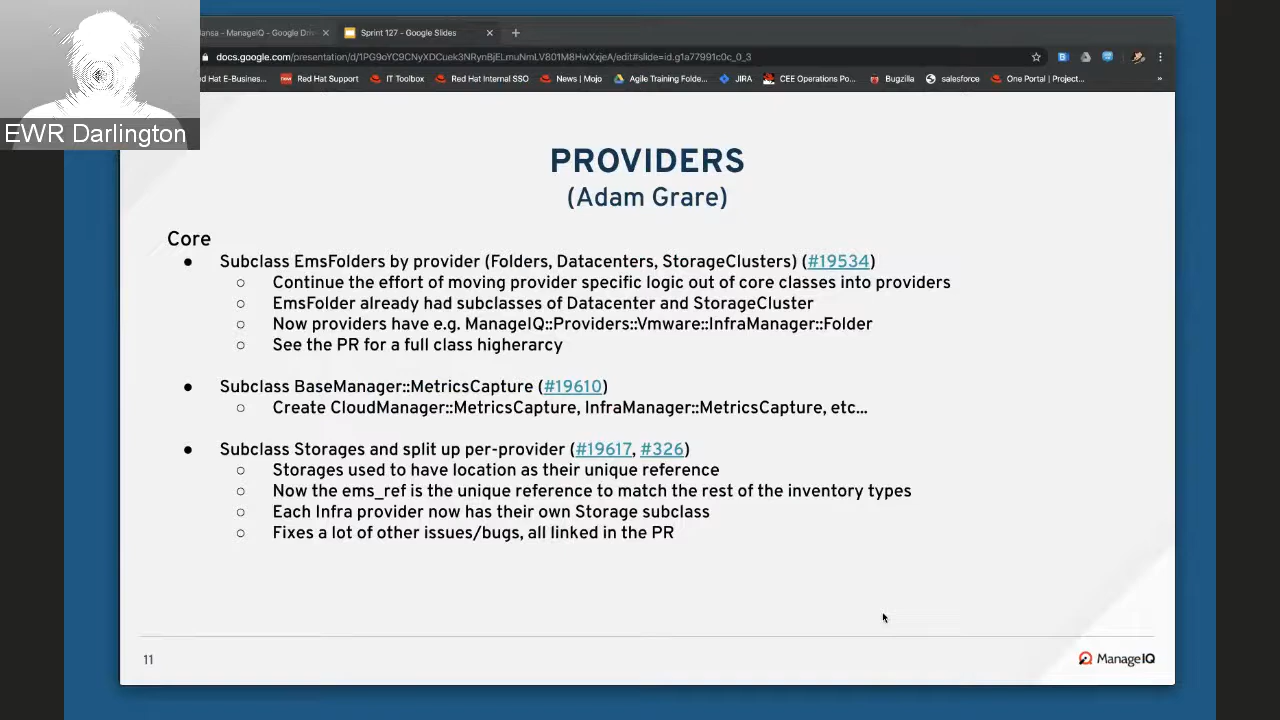 ansa - ManageIQ - Google Driv
Sprint 127 - Google Slides
docs.google.com/presentation/d/1PG9oYC9CNyXDCuek3NRynBjELmuNmLV801M8HwXxjeA/edit#slide=id.g1a77991c0c_0_3
d Hat E-Business...
Red Hat Support
IT Toolbox
Red Hat Internal SSO
News | Mojo
Agile Training Folde...
JIRA
CEE Operations Po...
Bugzilla
salesforce
One Portal | Project...
EWR Darlington
PROVIDERS
(Adam Grare)
Core
● Subclass EmsFolders by provider (Folders, Datacenters, StorageClusters) (#19534)
○ Continue the effort of moving provider specific logic out of core classes into providers
○ EmsFolder already had subclasses of Datacenter and StorageCluster
○ Now providers have e.g. ManageIQ::Providers::Vmware::InfraManager::Folder
○ See the PR for a full class higherarcy
● Subclass BaseManager::MetricsCapture (#19610)
○ Create CloudManager::MetricsCapture, InfraManager::MetricsCapture, etc...
● Subclass Storages and split up per-provider (#19617, #326)
○ Storages used to have location as their unique reference
○ Now the ems_ref is the unique reference to match the rest of the inventory types
○ Each Infra provider now has their own Storage subclass
○ Fixes a lot of other issues/bugs, all linked in the PR
11
ManageIQ